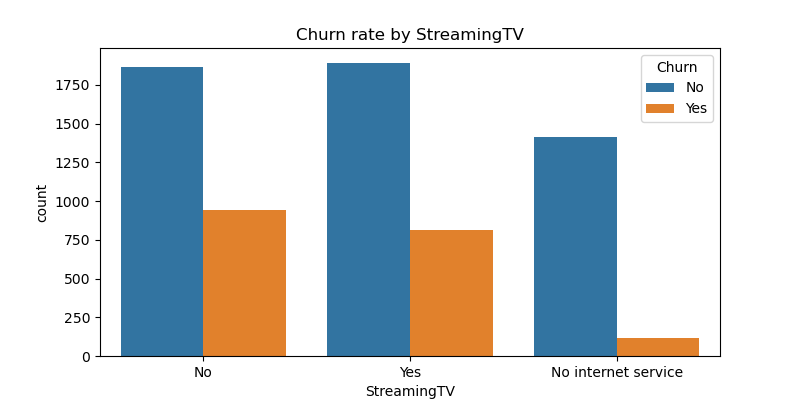 Churn rate by StreamingTV
Churn
No
Yes
1750
1500
1250
1000
750
500
250
0
count
No
Yes
No internet service
StreamingTV